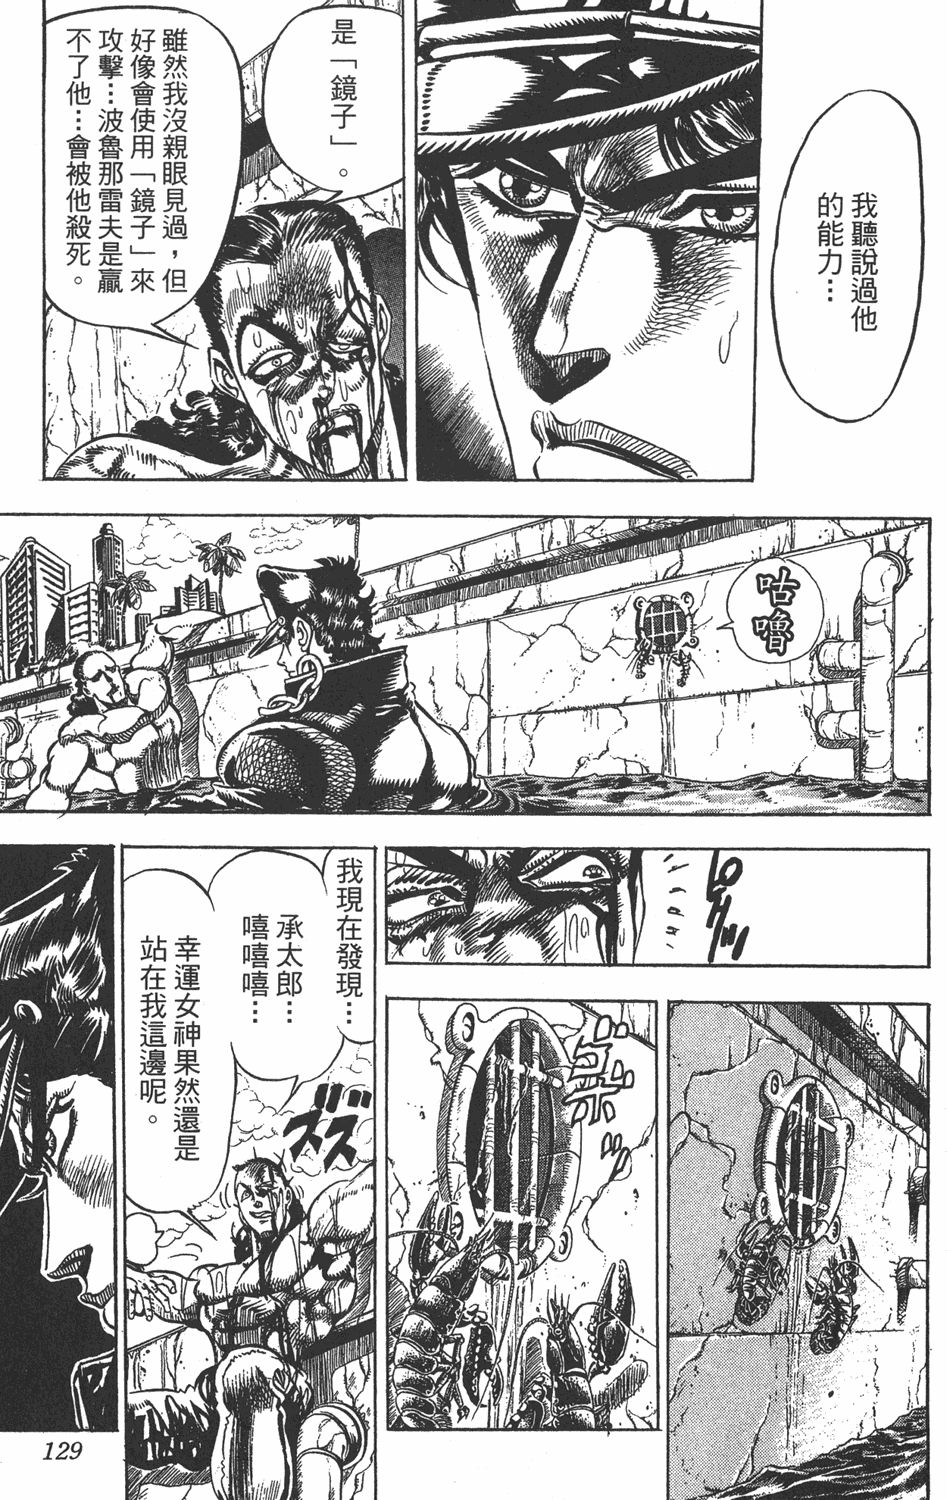 我聽說過他
的能力…
是「鏡子」。
雖然我沒親眼見過，但
好像會使用「鏡子」來
攻擊…波魯那雷夫是贏
不了他…會被他殺死。
咕嚕
我現在發現…
承太郎…
嘻嘻嘻…
幸運女神果然還是
站在我這邊呢。
ズズ
129